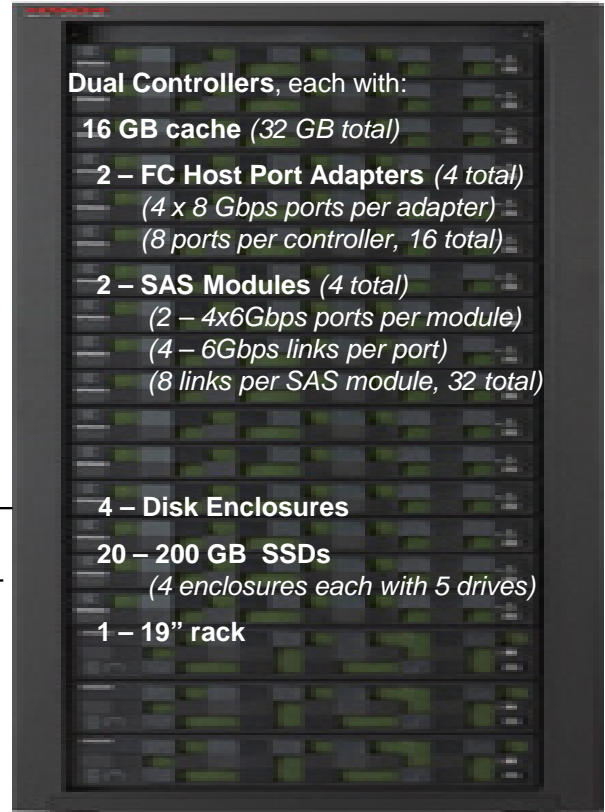 Dual Controllers, each with:
16 GB cache (32 GB total)
2 – FC Host Port Adapters (4 total)
(4 x 8 Gbps ports per adapter)
(8 ports per controller, 16 total)
2 – SAS Modules (4 total)
(2 – 4x6Gbps ports per module)
(4 – 6Gbps links per port)
(8 links per SAS module, 32 total)
4 – Disk Enclosures
20 – 200 GB SSDs
(4 enclosures each with 5 drives)
1 – 19” rack